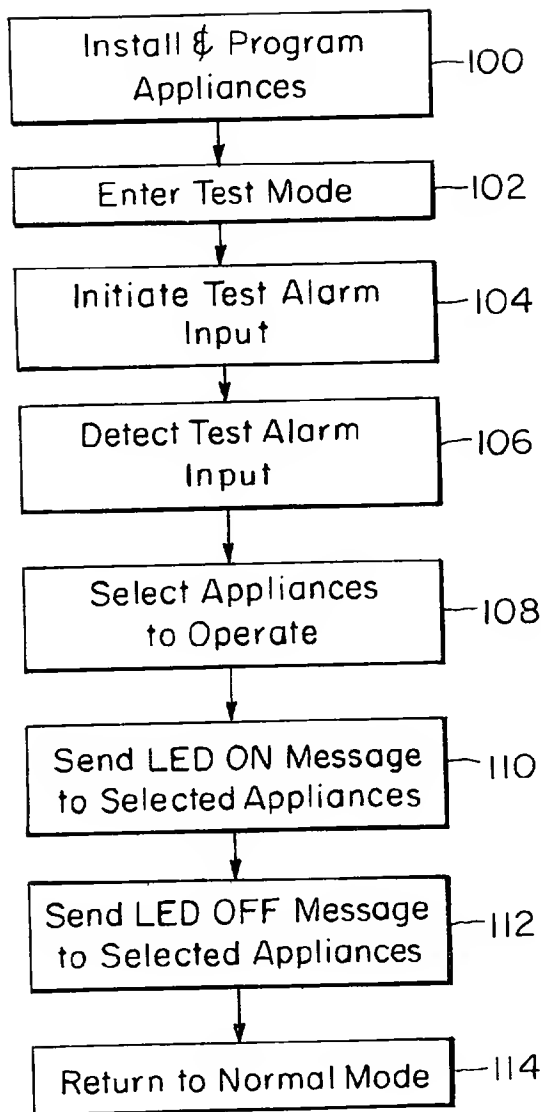 Install & Program
Appliances
100
Enter Test Mode
102
Initiate Test Alarm
Input
104
Detect Test Alarm
Input
106
Select Appliances
to Operate
108
Send LED ON Message
to Selected Appliances
110
Send LED OFF Message
to Selected Appliances
112
Return to Normal Mode
114